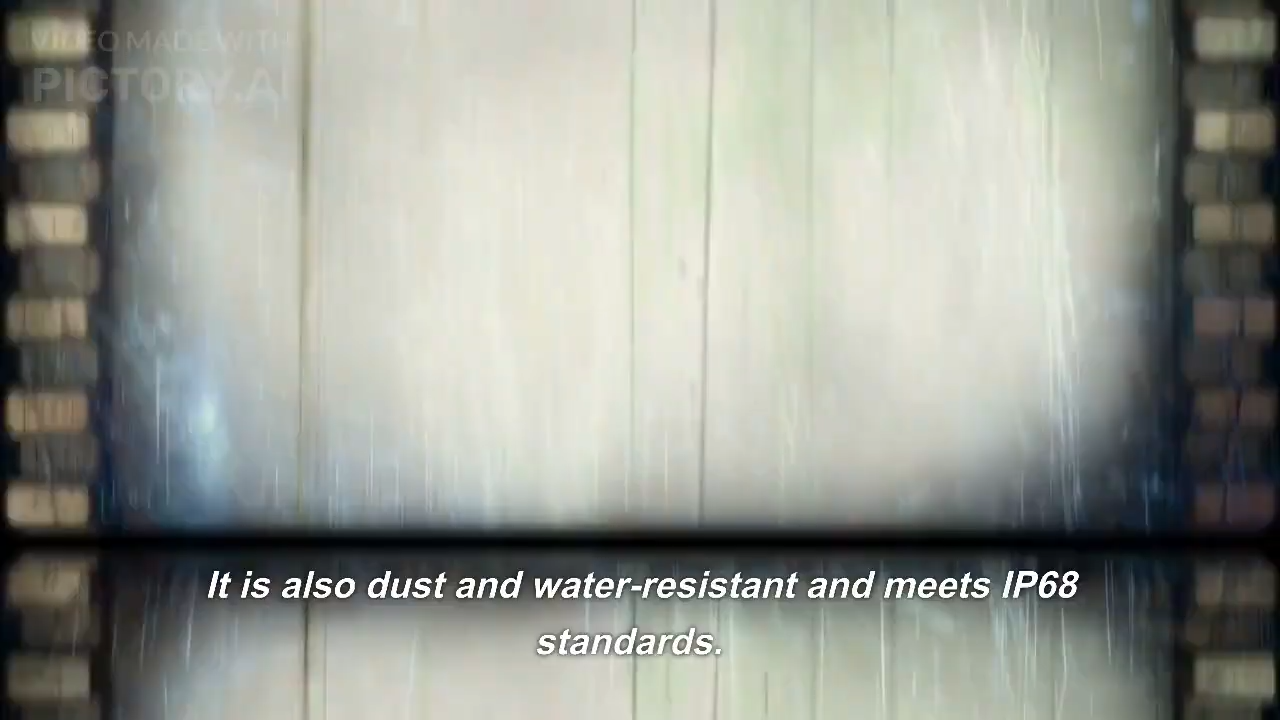 VIDEO MADE WITH
PICTORY.AI
It is also dust and water-resistant and meets IP68
standards.